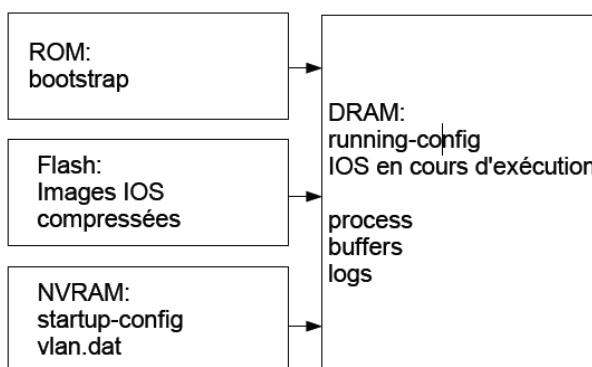 ROM:
bootstrap
Flash:
Images IOS
compressées
NVRAM:
startup-config
vlan.dat
DRAM:
running-config
IOS en cours d'exécution
process
buffers
logs